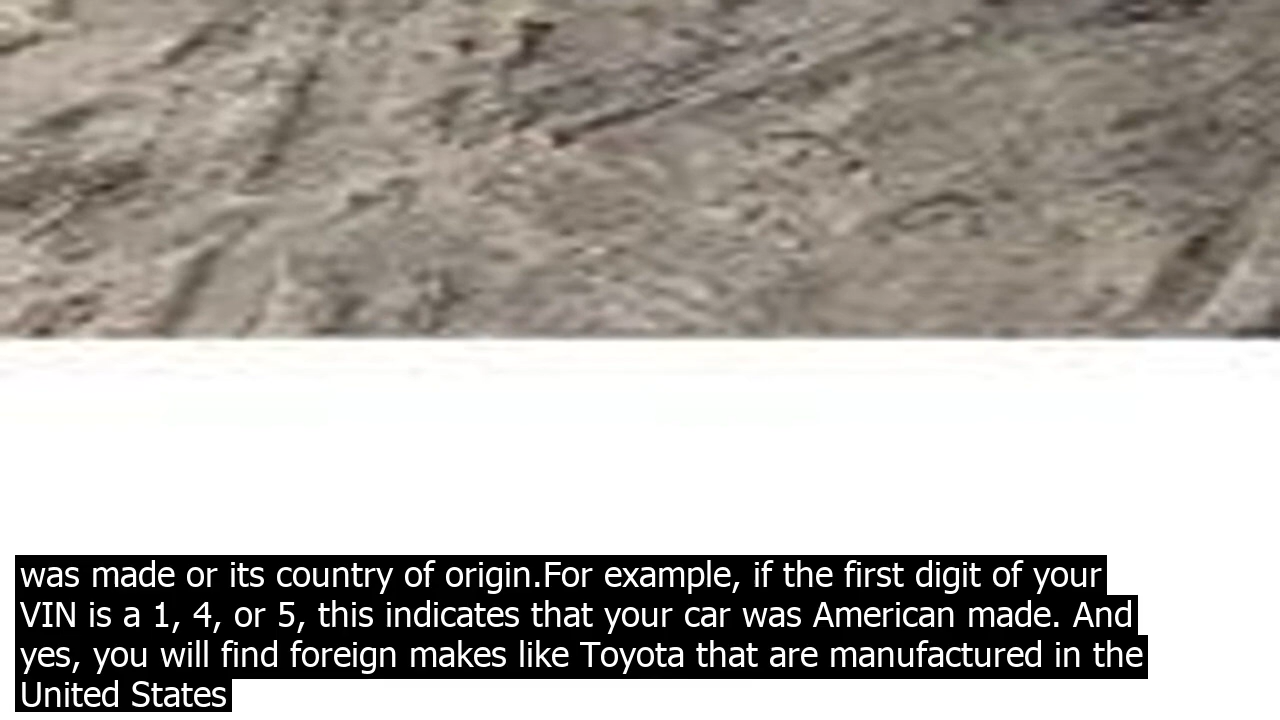 was made or its country of origin.For example, if the first digit of your
VIN is a 1, 4, or 5, this indicates that your car was American made. And
yes, you will find foreign makes like Toyota that are manufactured in the
United States